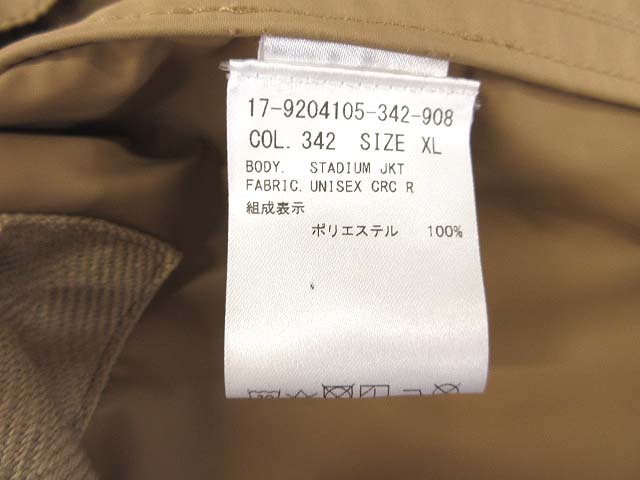 17-9204105-342-908
COL. 342 SIZE XL
BODY. STADIUM JKT
FABRIC. UNISEX CRC R
組成表示
ポリエステル 100%